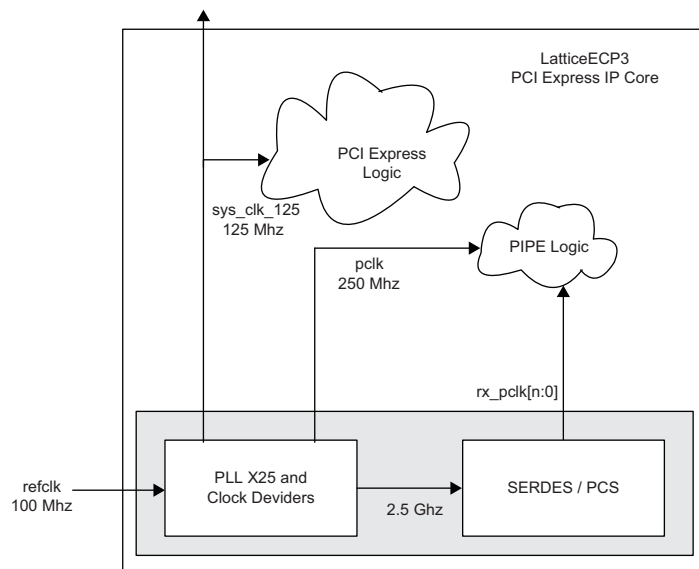 LatticeECP3
PCI Express IP Core
PCI Express
Logic
sys_clk_125
125 Mhz
PIPE Logic
pclk
250 Mhz
rx_pclk[n:0]
refclk
100 Mhz
PLL X25 and
Clock Deviders
2.5 Ghz
SERDES / PCS